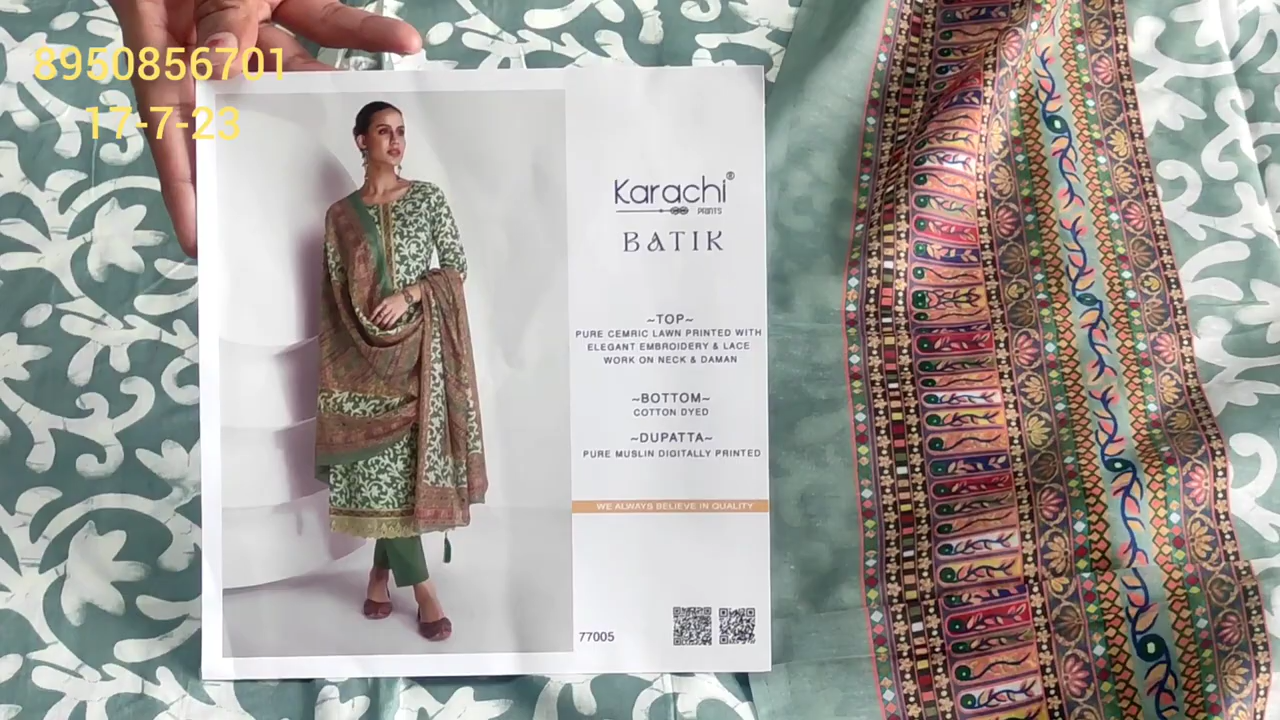 8950856701
17-7-23
Karachi®
PRINTS
BATIK
~TOP~
PURE CEMRIC LAWN PRINTED WITH
ELEGANT EMBROIDERY & LACE
WORK ON NECK & DAMAN
~BOTTOM~
COTTON DYED
~DUPATTA~
PURE MUSLIN DIGITALLY PRINTED
WE ALWAYS BELIEVE IN QUALITY
77005